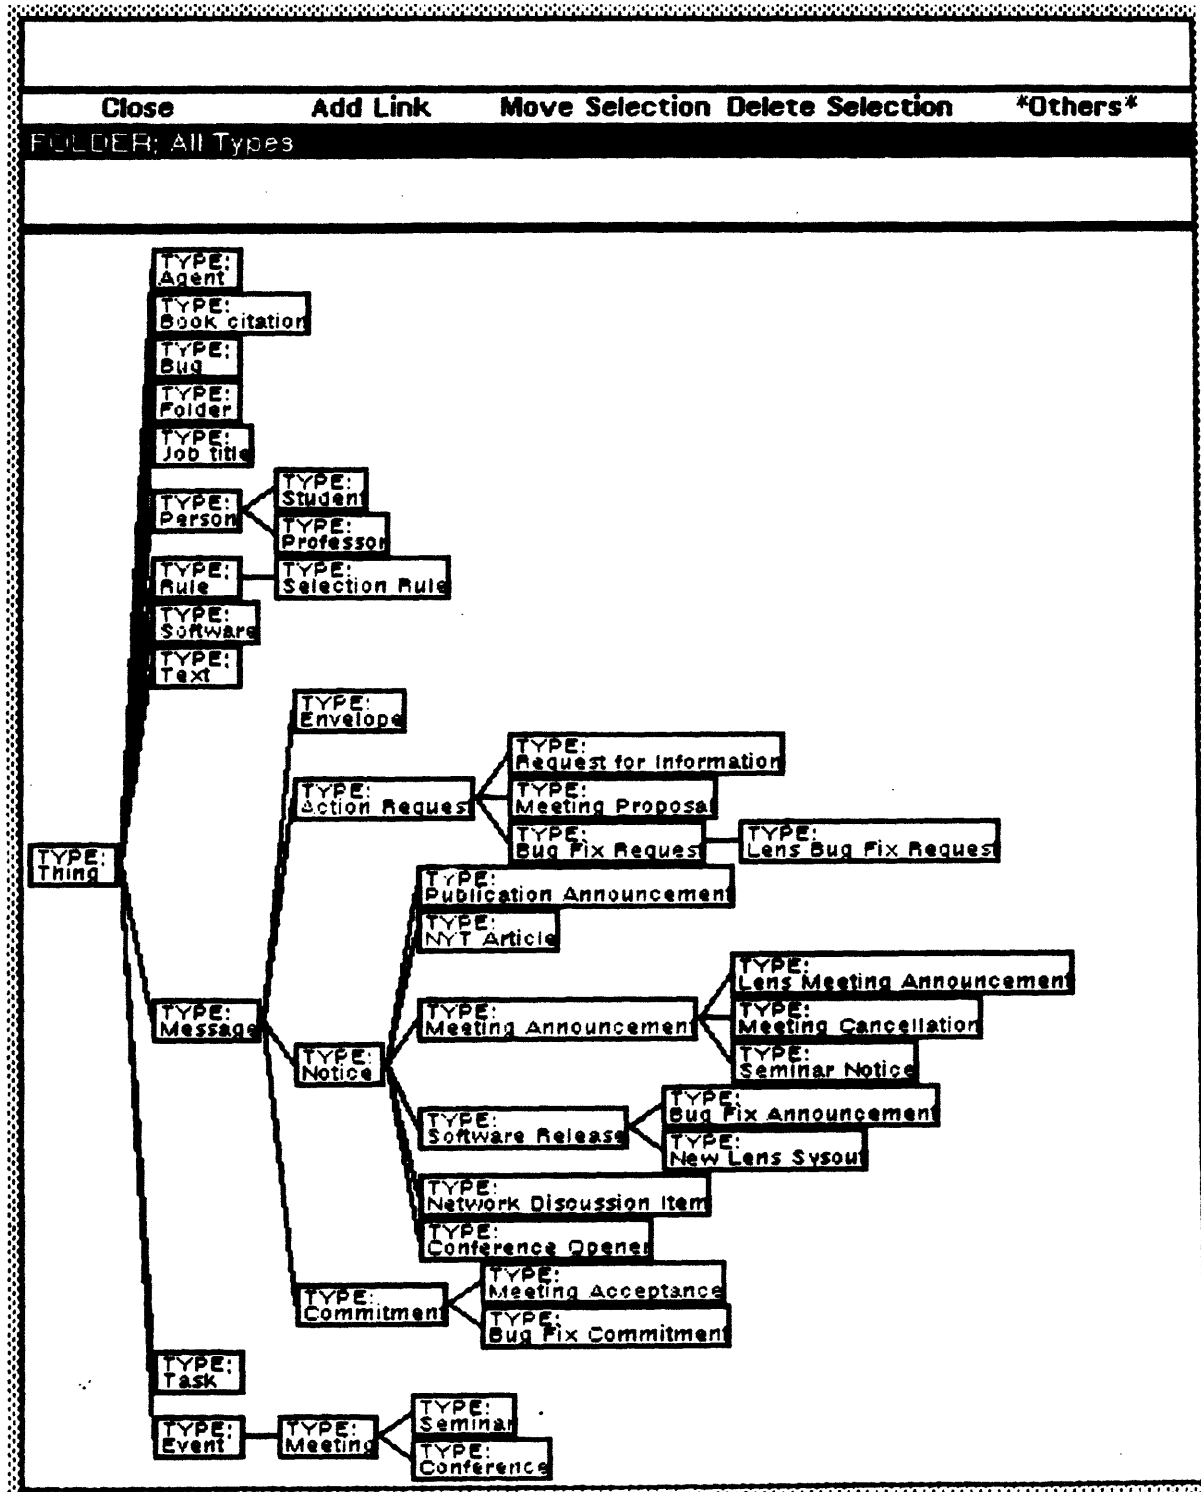 Close Add Link Move Selection Delete Selection *Others*
FOLDER: All Types
TYPE:
Agent
TYPE:
Book citation
TYPE:
Bug
TYPE:
Folder
TYPE:
Job title
TYPE:
Person
TYPE:
Student
TYPE:
Professor
TYPE:
Rule
TYPE:
Selection Rule
TYPE:
Software
TYPE:
Text
TYPE:
Envelope
TYPE:
Action Request
TYPE:
Request for Information
TYPE:
Meeting Proposal
TYPE:
Bug Fix Request
TYPE:
Lens Bug Fix Request
TYPE:
Thing
TYPE:
Publication Announcement
TYPE:
NYT Article
TYPE:
Message
TYPE:
Notice
TYPE:
Meeting Announcement
TYPE:
Lens Meeting Announcement
TYPE:
Meeting Cancellation
TYPE:
Seminar Notice
TYPE:
Software Release
TYPE:
Bug Fix Announcement
TYPE:
New Lens Sysout
TYPE:
Network Discussion Item
TYPE:
Conference Opener
TYPE:
Commitment
TYPE:
Meeting Acceptance
TYPE:
Bug Fix Commitment
TYPE:
Task
TYPE:
Event
TYPE:
Meeting
TYPE:
Seminar
TYPE:
Conference